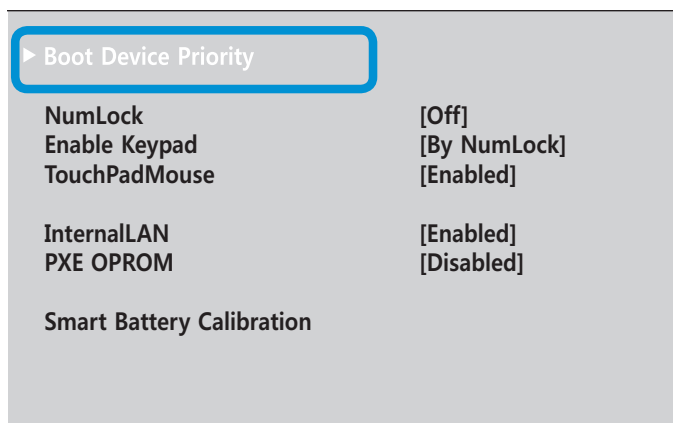 ▶ Boot Device Priority
NumLock [Off]
Enable Keypad [By NumLock]
TouchPadMouse [Enabled]
InternalLAN [Enabled]
PXE OPROM [Disabled]
Smart Battery Calibration